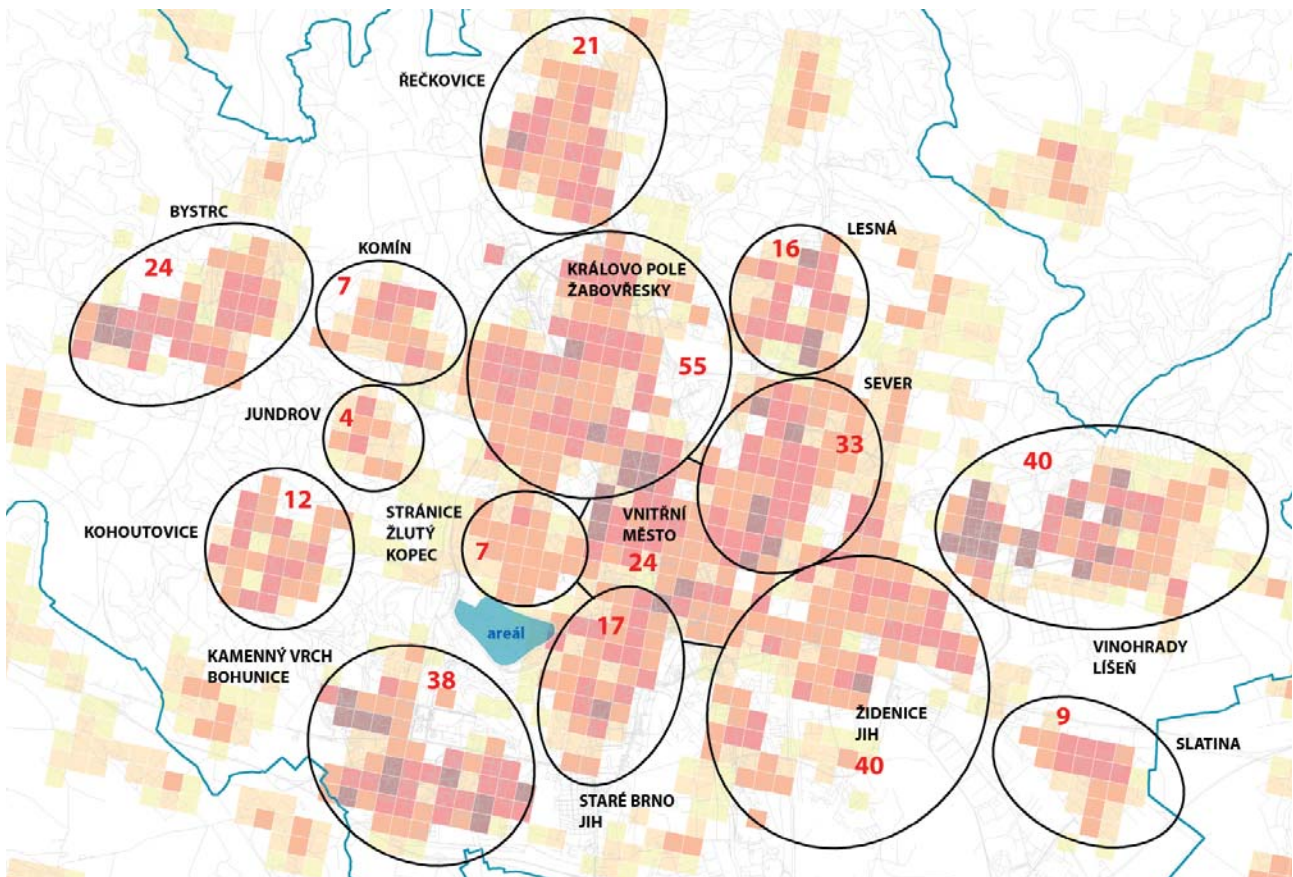 21
ŘEČKOVICE
BYSTRC
24
KOMÍN
7
KRÁLOVO POLE
ŽABOVŘESKY
55
LESNÁ
16
JUNDROV
4
SEVER
33
40
VINOHRADY
LÍŠEŇ
KOHOUTOVICE
12
STRÁNICE
ŽLUTÝ
KOPEC
7
VNITŘNÍ
MĚSTO
24
areál
17
STARÉ BRNO
JIH
KAMENNÝ VRCH
BOHUNICE
38
ŽIDENICE
JIH
40
9
SLATINA